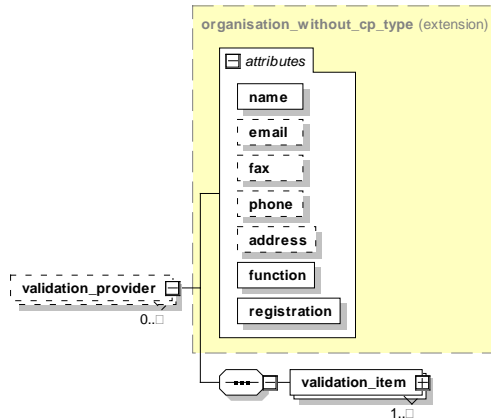 organisation_without_cp_type (extension)
attributes
name
email
fax
phone
address
function
registration
validation_provider
0..□
validation_item
1..□